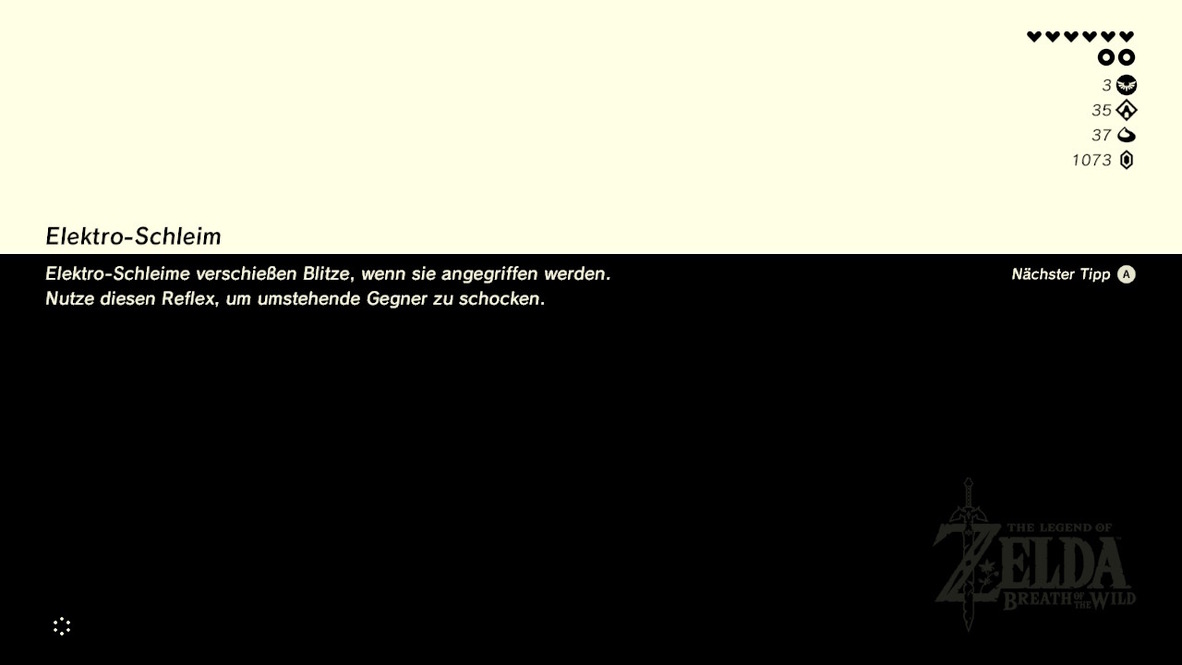 3
35
37
1073
Elektro-Schleim
Elektro-Schleime verschießen Blitze, wenn sie angegriffen werden.
Nutze diesen Reflex, um umstehende Gegner zu schocken.
Nächster Tipp A
THE LEGEND OF
ZELDA
BREATH OF THE WILD